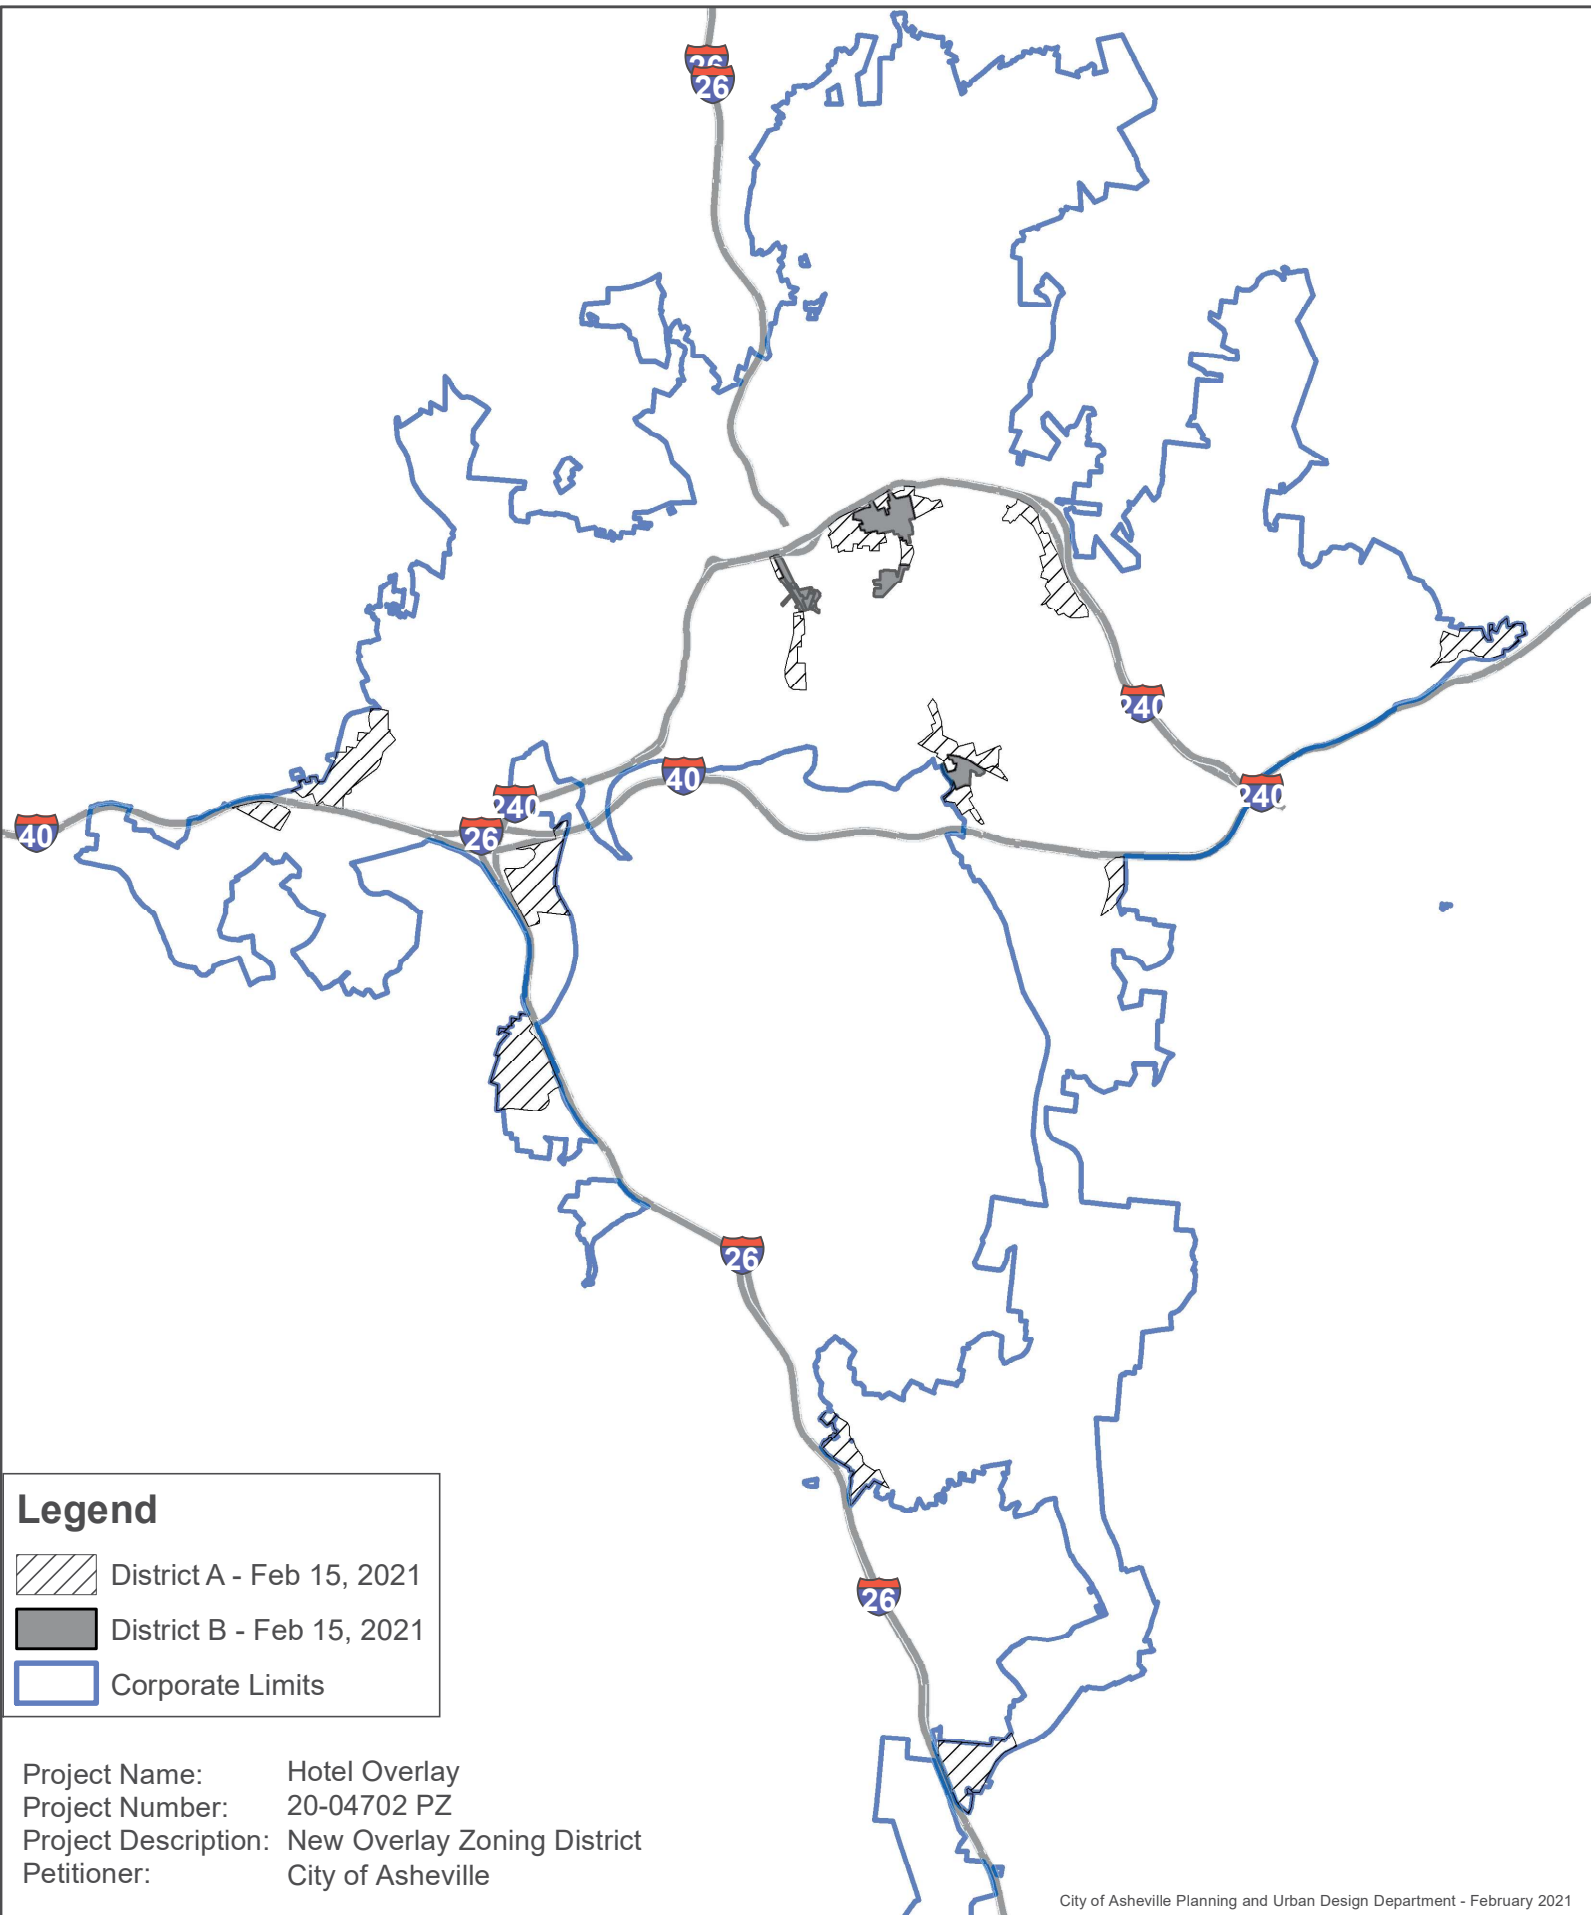 26
26
240
40
240
240
26
40
26
26
Legend
District A - Feb 15, 2021
District B - Feb 15, 2021
Corporate Limits
Project Name: Hotel Overlay
Project Number: 20-04702 PZ
Project Description: New Overlay Zoning District
Petitioner: City of Asheville
City of Asheville Planning and Urban Design Department - February 2021